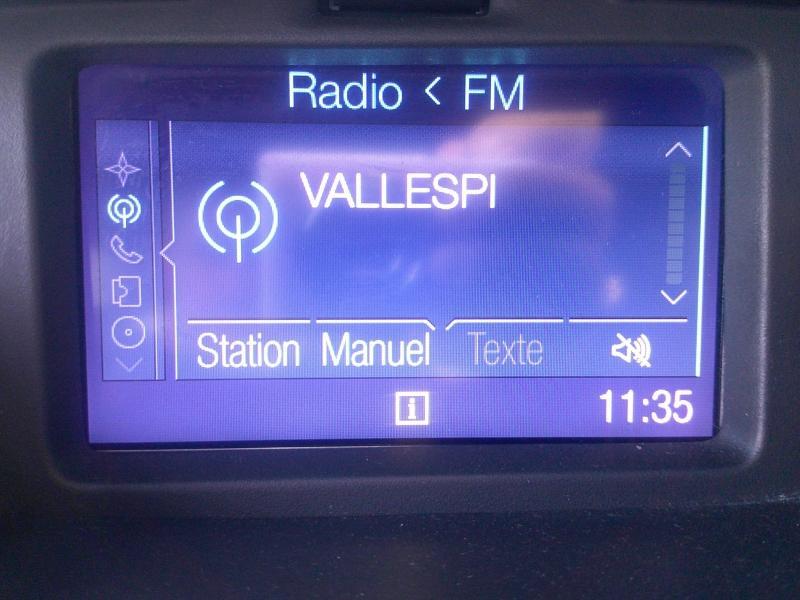 Radio < FM
VALLESPI
Station Manuel Texte
i 11:35